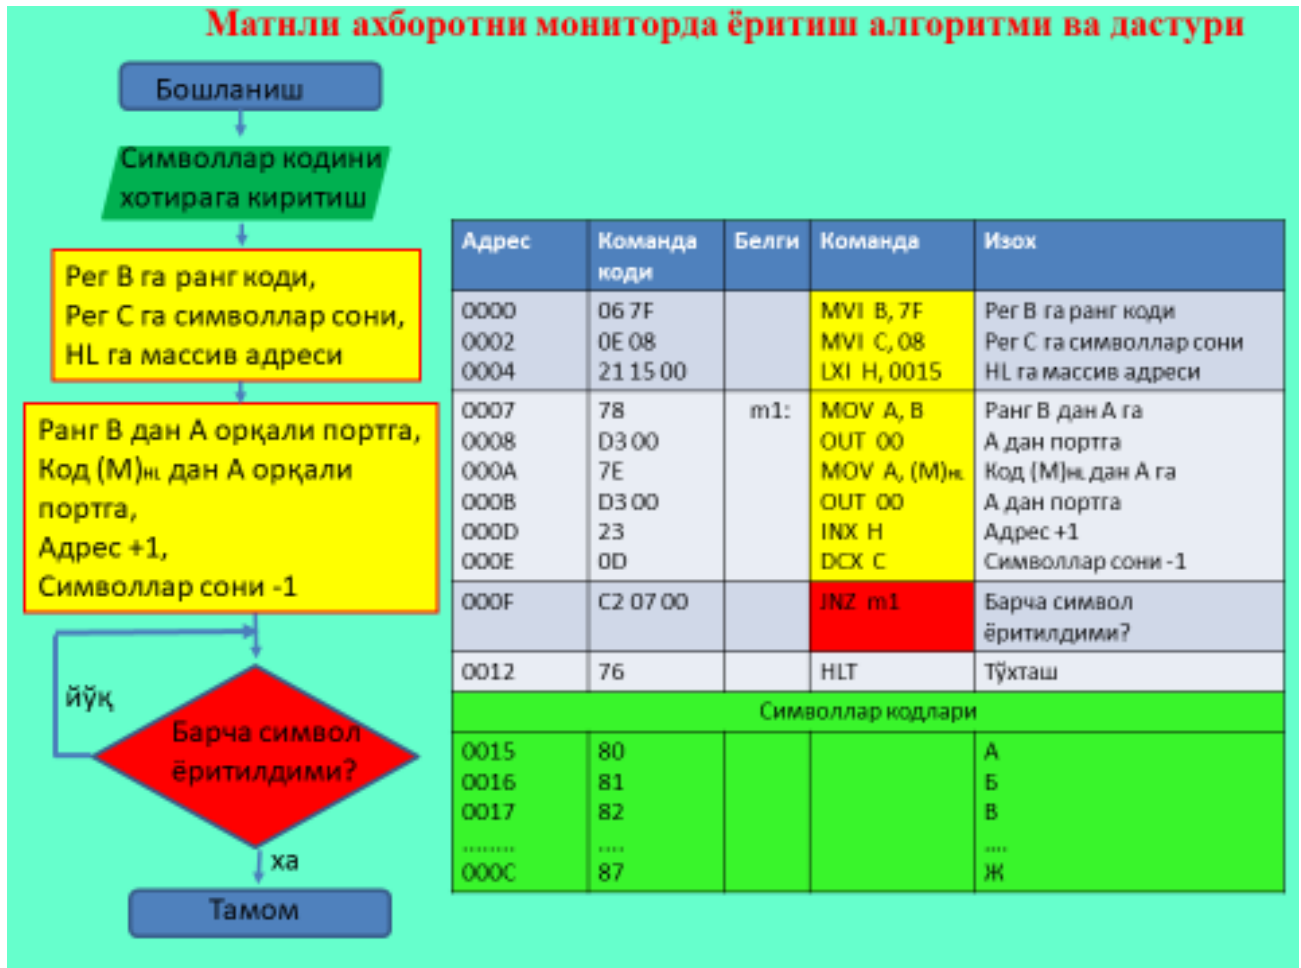 Матнли ахборотни мониторда ёритиш алгоритми ва дастури
Бошланиш
Символлар кодини
хотирага киритиш
Рег B га ранг коди,
Рег C га символлар сони,
HL га массив адреси
Ранг B дан A орқали портга,
Код (M)HL дан A орқали
портга,
Адрес +1,
Символлар сони -1
йўқ
Барча символ
ёритилдими?
ха
Тамом
Адрес Команда коди Белги Команда Изох
0000 06 7F MVI B, 7F Рег B га ранг коди
0002 0E 08 MVI C, 08 Рег C га символлар сони
0004 21 15 00 LXI H, 0015 HL га массив адреси
0007 78 m1: MOV A, B Ранг B дан A га
0008 D3 00 OUT 00 A дан портга
000A 7E MOV A, (M)HL Код (M)HL дан A га
000B D3 00 OUT 00 A дан портга
000D 23 INX H Адрес +1
000E 0D DCX C Символлар сони -1
000F C2 07 00 JNZ m1 Барча символ
ёритилдими?
0012 76 HLT Тўхташ
Символлар кодлари
0015 80 А
0016 81 Б
0017 82 В
........ .... ....
000C 87 Ж